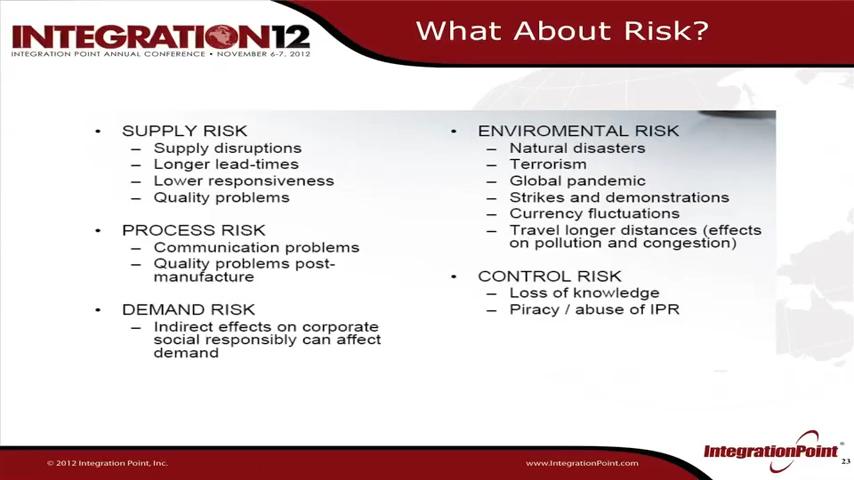 INTEGRATION12
INTEGRATION POINT ANNUAL CONFERENCE • NOVEMBER 6-7, 2012
What About Risk?
• SUPPLY RISK
– Supply disruptions
– Longer lead-times
– Lower responsiveness
– Quality problems
• PROCESS RISK
– Communication problems
– Quality problems post-
manufacture
• DEMAND RISK
– Indirect effects on corporate
social responsibly can affect
demand
• ENVIROMENTAL RISK
– Natural disasters
– Terrorism
– Global pandemic
– Strikes and demonstrations
– Currency fluctuations
– Travel longer distances (effects
on pollution and congestion)
• CONTROL RISK
– Loss of knowledge
– Piracy / abuse of IPR
© 2012 Integration Point, Inc.
www.IntegrationPoint.com
IntegrationPoint®
23